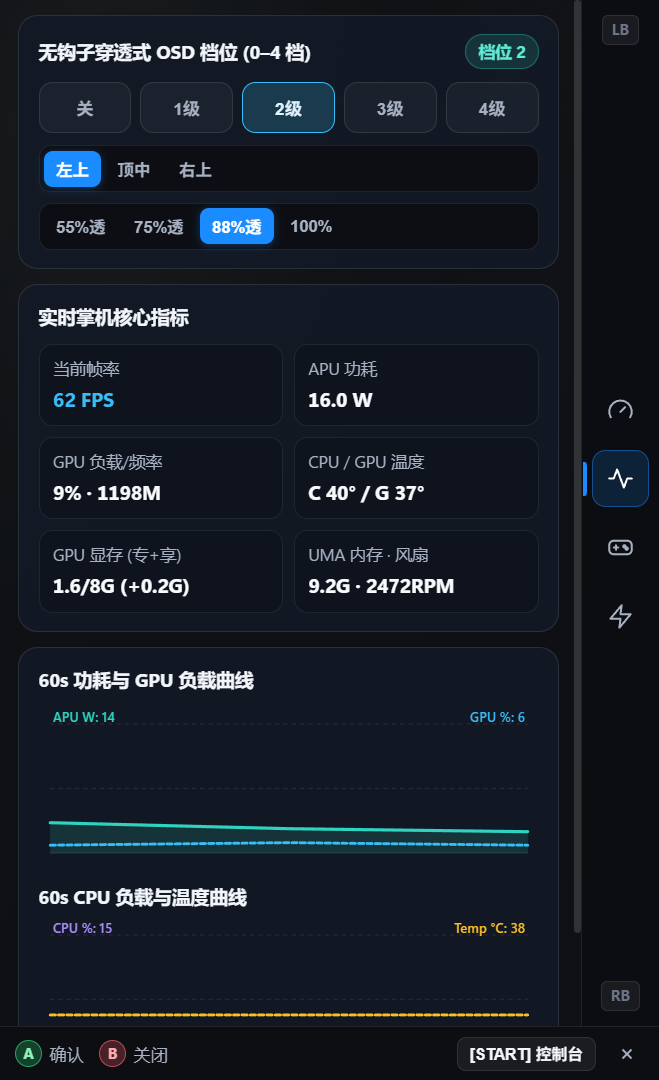 无钩子穿透式 OSD 档位 (0–4 档) 档位 2
LB
关 1级 2级 3级 4级
左上 顶中 右上
55%透 75%透 88%透 100%
实时掌机核心指标
当前帧率
62 FPS
APU 功耗
16.0 W
GPU 负载/频率
9% · 1198M
CPU / GPU 温度
C 40° / G 37°
GPU 显存 (专+享)
1.6/8G (+0.2G)
UMA 内存 · 风扇
9.2G · 2472RPM
60s 功耗与 GPU 负载曲线
APU W: 14 GPU %: 6
60s CPU 负载与温度曲线
CPU %: 15 Temp °C: 38
RB
A 确认 B 关闭 [START] 控制台 ×